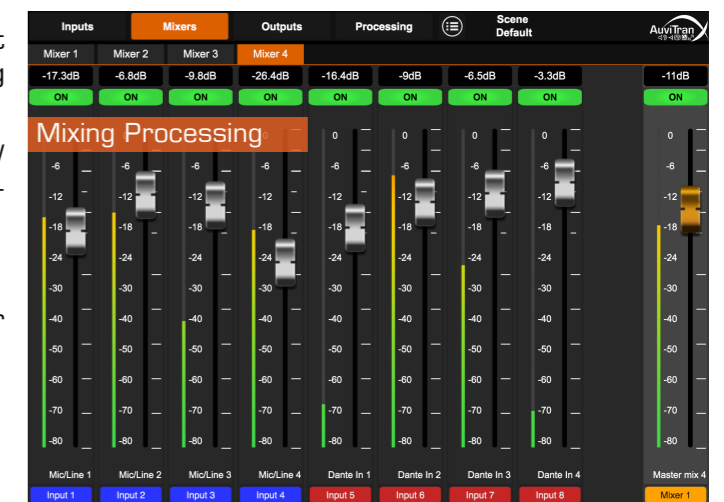 Inputs Mixers Outputs Processing Scene
Default
AuviTran
Mixer 1 Mixer 2 Mixer 3 Mixer 4
-17.3dB -6.8dB -9.8dB -26.4dB -16.4dB -9dB -6.5dB -3.3dB -11dB
ON ON ON ON ON ON ON ON ON
Mixing Processing
0 0 0 0 0 0
-6 -6 -6 -6 -6 -6 -6 -6 -6
-12 -12 -12 -12 -12 -12 -12 -12 -12
-18 -18 -18 -18 -18 -18 -18 -18 -18
-24 -24 -24 -24 -24 -24 -24 -24 -24
-30 -30 -30 -30 -30 -30 -30 -30 -30
-40 -40 -40 -40 -40 -40 -40 -40 -40
-50 -50 -50 -50 -50 -50 -50 -50 -50
-60 -60 -60 -60 -60 -60 -60 -60 -60
-70 -70 -70 -70 -70 -70 -70 -70 -70
-80 -80 -80 -80 -80 -80 -80 -80 -80
Mic/Line 1 Mic/Line 2 Mic/Line 3 Mic/Line 4 Dante In 1 Dante In 2 Dante In 3 Dante In 4 Master mix 4
Input 1 Input 2 Input 3 Input 4 Input 5 Input 6 Input 7 Input 8 Mixer 1